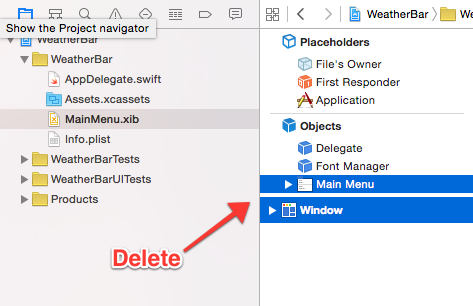 WeatherBar
WeatherB
Show the Project navigator
WeatherBar
WeatherBar
AppDelegate.swift
Assets.xcassets
MainMenu.xib
Info.plist
WeatherBarTests
WeatherBarUITests
Products
Placeholders
File's Owner
First Responder
Application
Objects
Delegate
Font Manager
Main Menu
Window
Delete